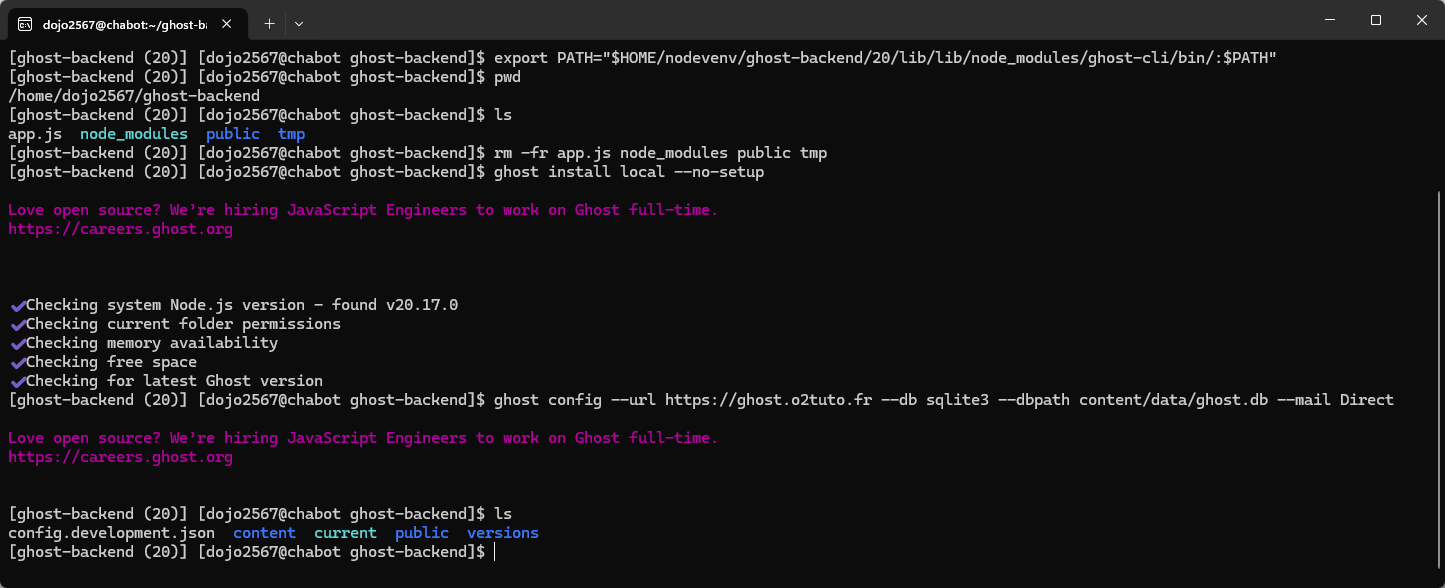 dojo2567@chabot:~/ghost-ba
[ghost-backend (20)] [dojo2567@chabot ghost-backend]$ export PATH="$HOME/nodevenv/ghost-backend/20/lib/lib/node_modules/ghost-cli/bin/:$PATH"
[ghost-backend (20)] [dojo2567@chabot ghost-backend]$ pwd
/home/dojo2567/ghost-backend
[ghost-backend (20)] [dojo2567@chabot ghost-backend]$ ls
app.js  node_modules  public  tmp
[ghost-backend (20)] [dojo2567@chabot ghost-backend]$ rm -fr app.js node_modules public tmp
[ghost-backend (20)] [dojo2567@chabot ghost-backend]$ ghost install local --no-setup
Love open source? We're hiring JavaScript Engineers to work on Ghost full-time.
https://careers.ghost.org
✔Checking system Node.js version - found v20.17.0
✔Checking current folder permissions
✔Checking memory availability
✔Checking free space
✔Checking for latest Ghost version
[ghost-backend (20)] [dojo2567@chabot ghost-backend]$ ghost config --url https://ghost.o2tuto.fr --db sqlite3 --dbpath content/data/ghost.db --mail Direct
Love open source? We're hiring JavaScript Engineers to work on Ghost full-time.
https://careers.ghost.org
[ghost-backend (20)] [dojo2567@chabot ghost-backend]$ ls
config.development.json  content  current  public  versions
[ghost-backend (20)] [dojo2567@chabot ghost-backend]$